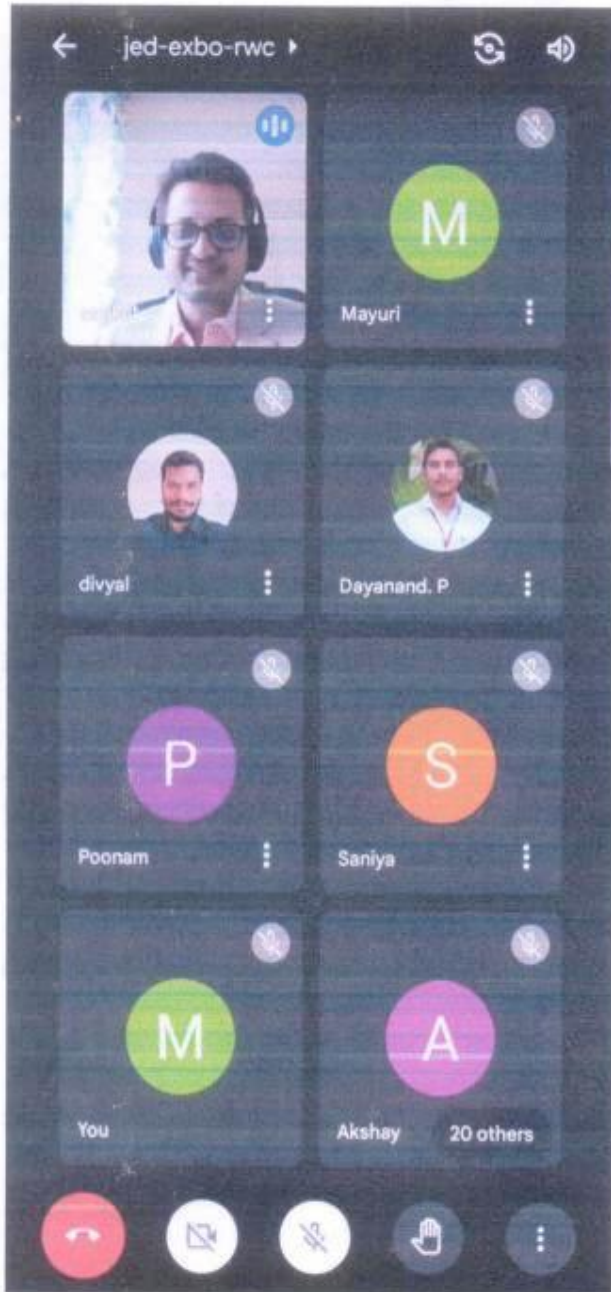 jed-exbo-rwc
M
Mayuri
divyal
Dayanand. P
P
Poonam
S
Saniya
M
You
A
Akshay 20 others